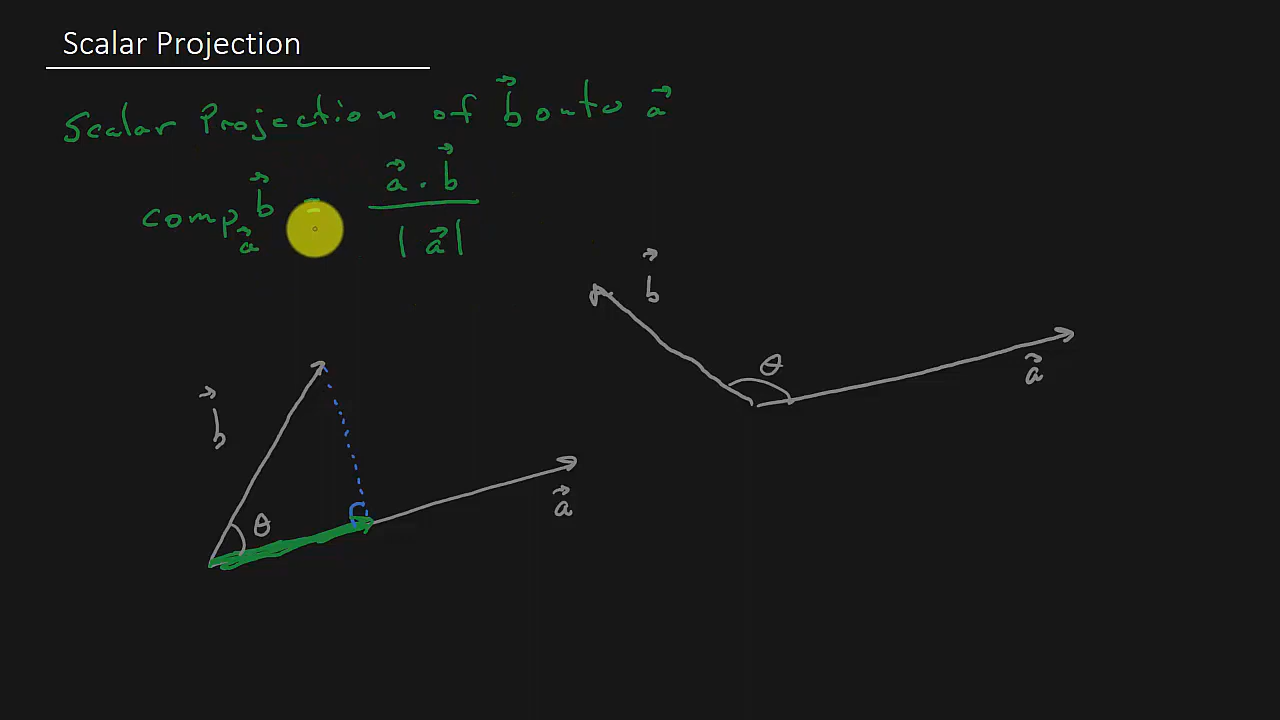 Scalar Projection
Scalar Projection of b⃗ onto a⃗
comp_a⃗ b⃗ = a⃗ · b⃗ / |a⃗|
b⃗
θ
a⃗
b⃗
θ
a⃗